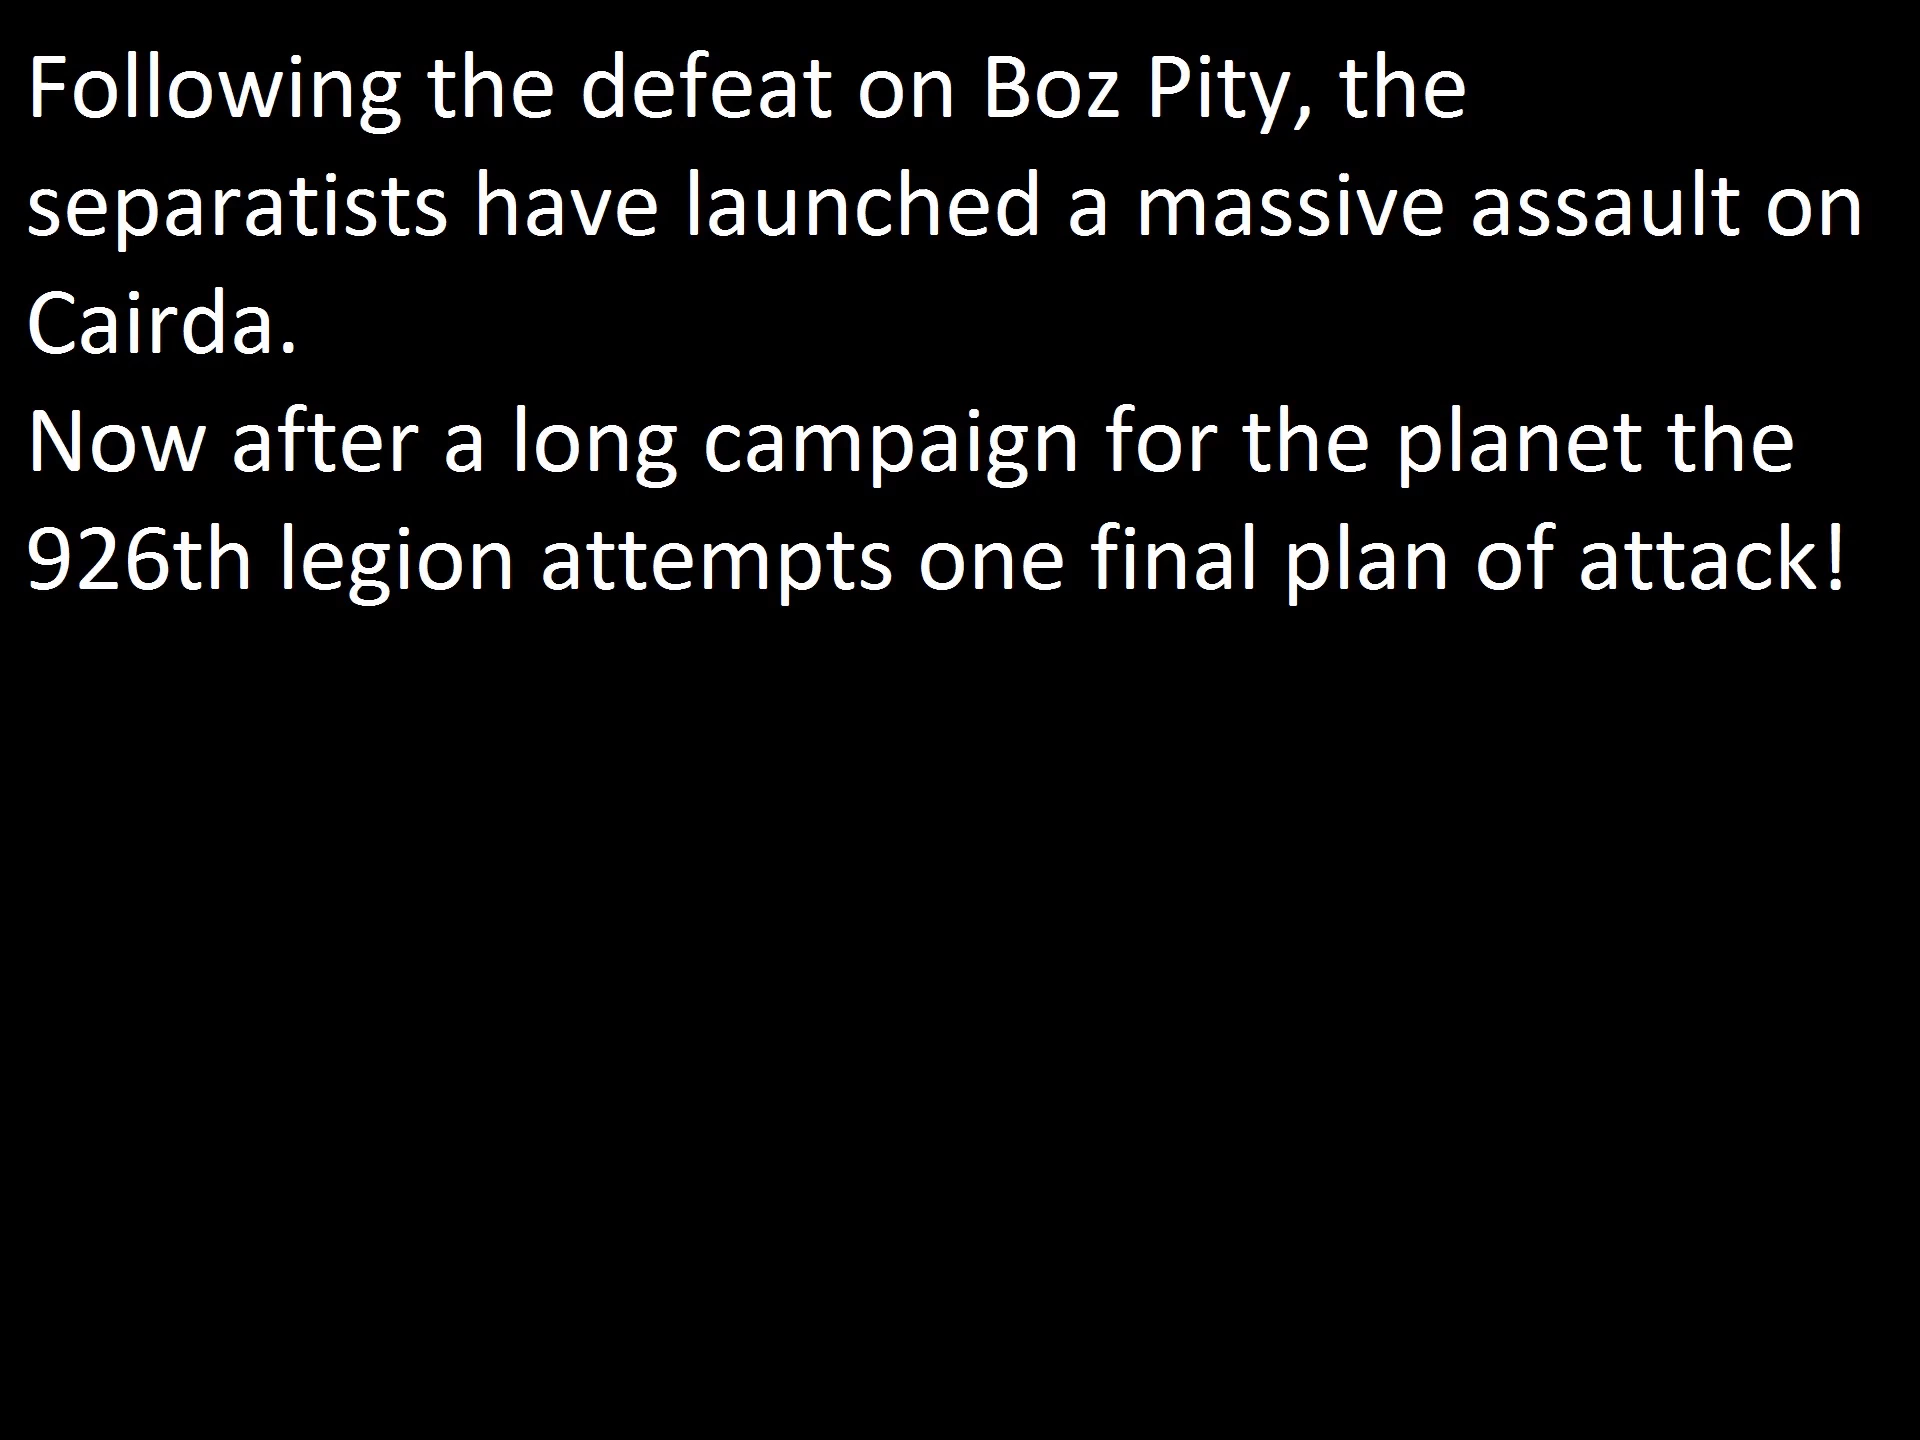 Following the defeat on Boz Pity, the
separatists have launched a massive assault on
Cairda.
Now after a long campaign for the planet the
926th legion attempts one final plan of attack!